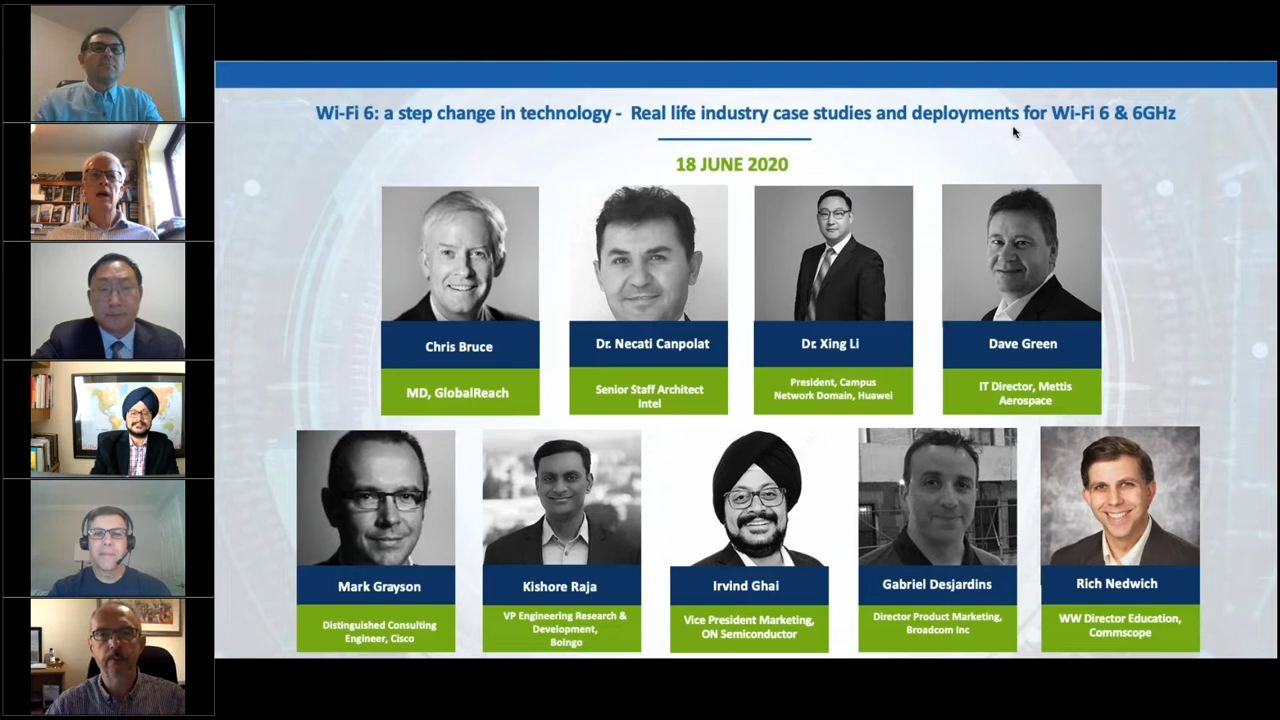 Wi-Fi 6: a step change in technology - Real life industry case studies and deployments for Wi-Fi 6 & 6GHz
18 JUNE 2020
Chris Bruce
MD, GlobalReach
Dr. Necati Canpolat
Senior Staff Architect
Intel
Dr. Xing Li
President, Campus
Network Domain, Huawei
Dave Green
IT Director, Mettis
Aerospace
Mark Grayson
Distinguished Consulting
Engineer, Cisco
Kishore Raja
VP Engineering Research &
Development,
Boingo
Irvind Ghai
Vice President Marketing,
ON Semiconductor
Gabriel Desjardins
Director Product Marketing,
Broadcom Inc
Rich Nedwich
WW Director Education,
Commscope